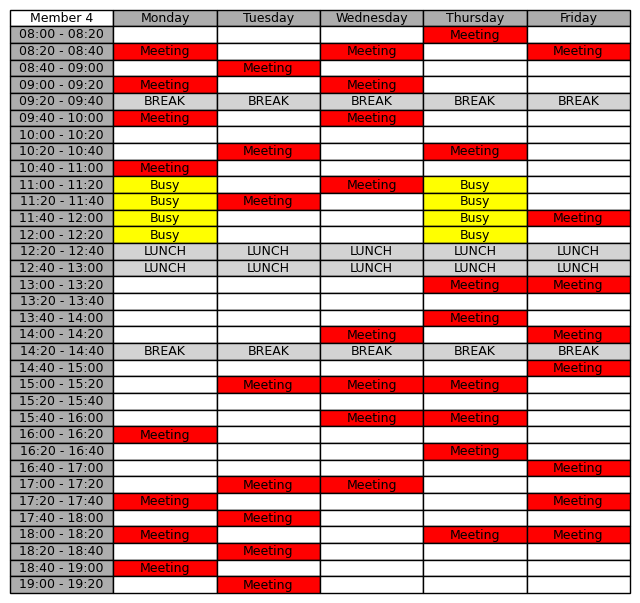 Member 4 Monday Tuesday Wednesday Thursday Friday
08:00 - 08:20 Meeting
08:20 - 08:40 Meeting Meeting Meeting
08:40 - 09:00 Meeting
09:00 - 09:20 Meeting Meeting
09:20 - 09:40 BREAK BREAK BREAK BREAK BREAK
09:40 - 10:00 Meeting Meeting
10:00 - 10:20
10:20 - 10:40 Meeting Meeting
10:40 - 11:00 Meeting
11:00 - 11:20 Busy Meeting Busy
11:20 - 11:40 Busy Meeting Busy
11:40 - 12:00 Busy Busy Meeting
12:00 - 12:20 Busy Busy
12:20 - 12:40 LUNCH LUNCH LUNCH LUNCH LUNCH
12:40 - 13:00 LUNCH LUNCH LUNCH LUNCH LUNCH
13:00 - 13:20 Meeting Meeting
13:20 - 13:40
13:40 - 14:00 Meeting
14:00 - 14:20 Meeting Meeting
14:20 - 14:40 BREAK BREAK BREAK BREAK BREAK
14:40 - 15:00 Meeting
15:00 - 15:20 Meeting Meeting Meeting
15:20 - 15:40
15:40 - 16:00 Meeting Meeting
16:00 - 16:20 Meeting
16:20 - 16:40 Meeting
16:40 - 17:00 Meeting
17:00 - 17:20 Meeting Meeting
17:20 - 17:40 Meeting Meeting
17:40 - 18:00 Meeting
18:00 - 18:20 Meeting Meeting Meeting
18:20 - 18:40 Meeting
18:40 - 19:00 Meeting
19:00 - 19:20 Meeting